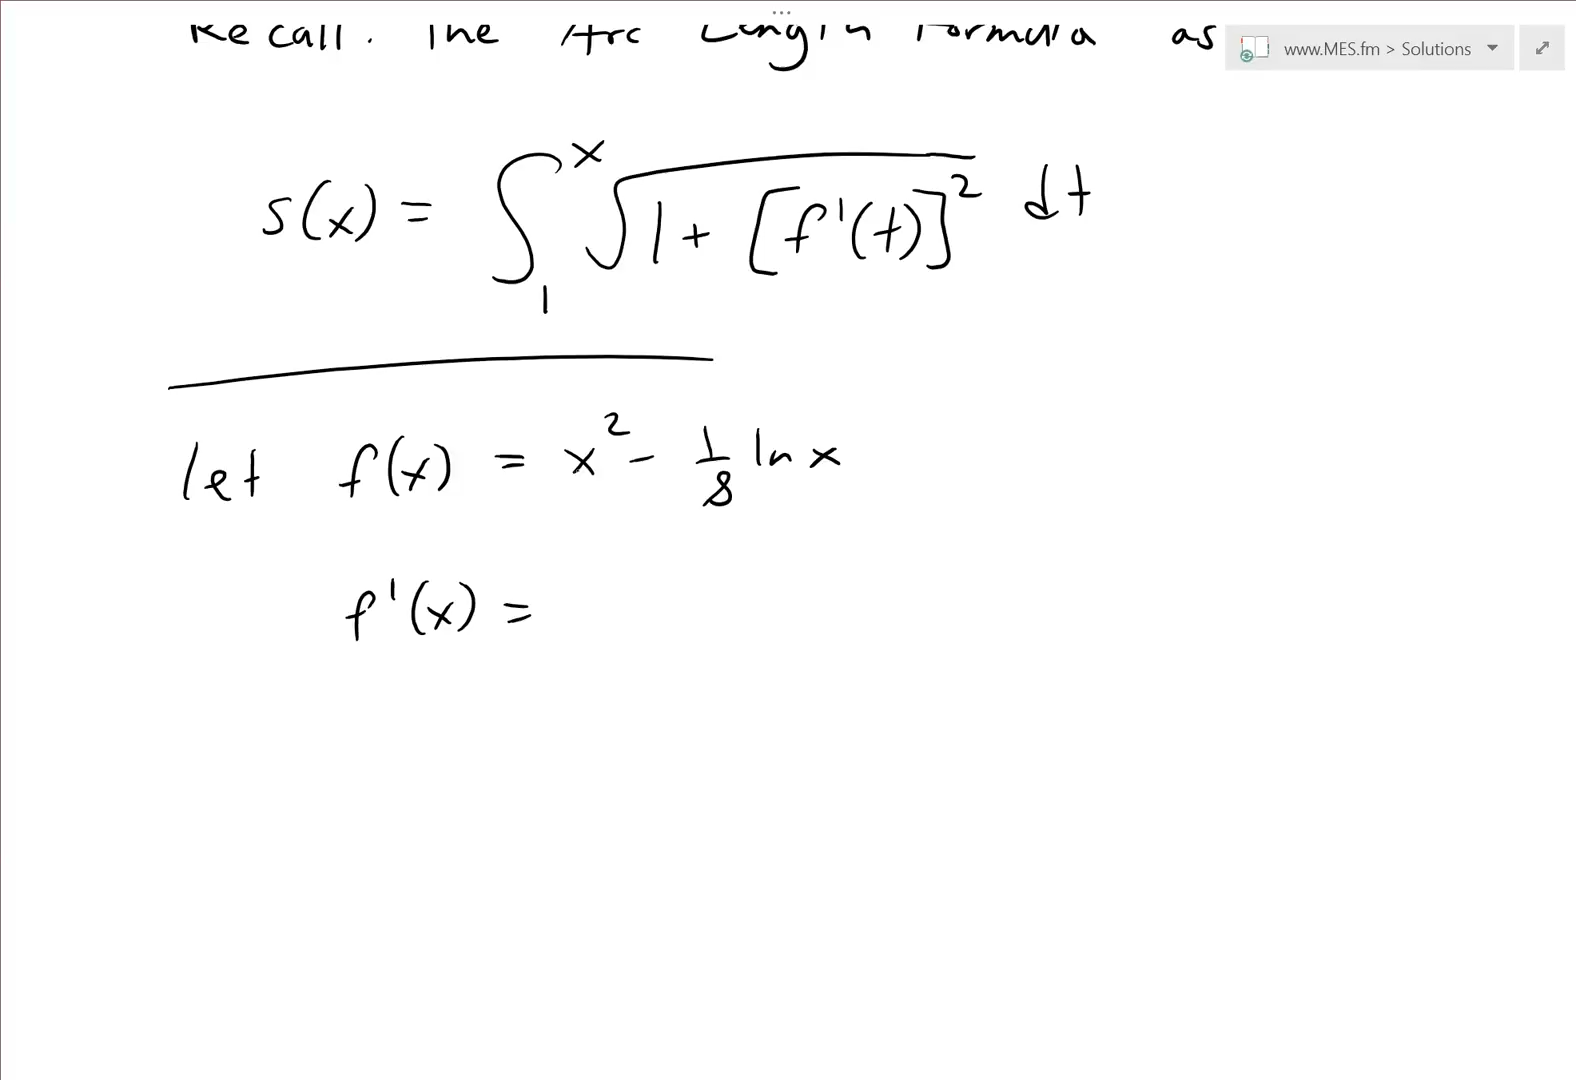 Recall. The Arc Length Formula as
www.MES.fm > Solutions
s(x) = ∫₁ˣ √(1 + [f'(t)]²) dt
let f(x) = x² - 1/8 ln x
f'(x) =